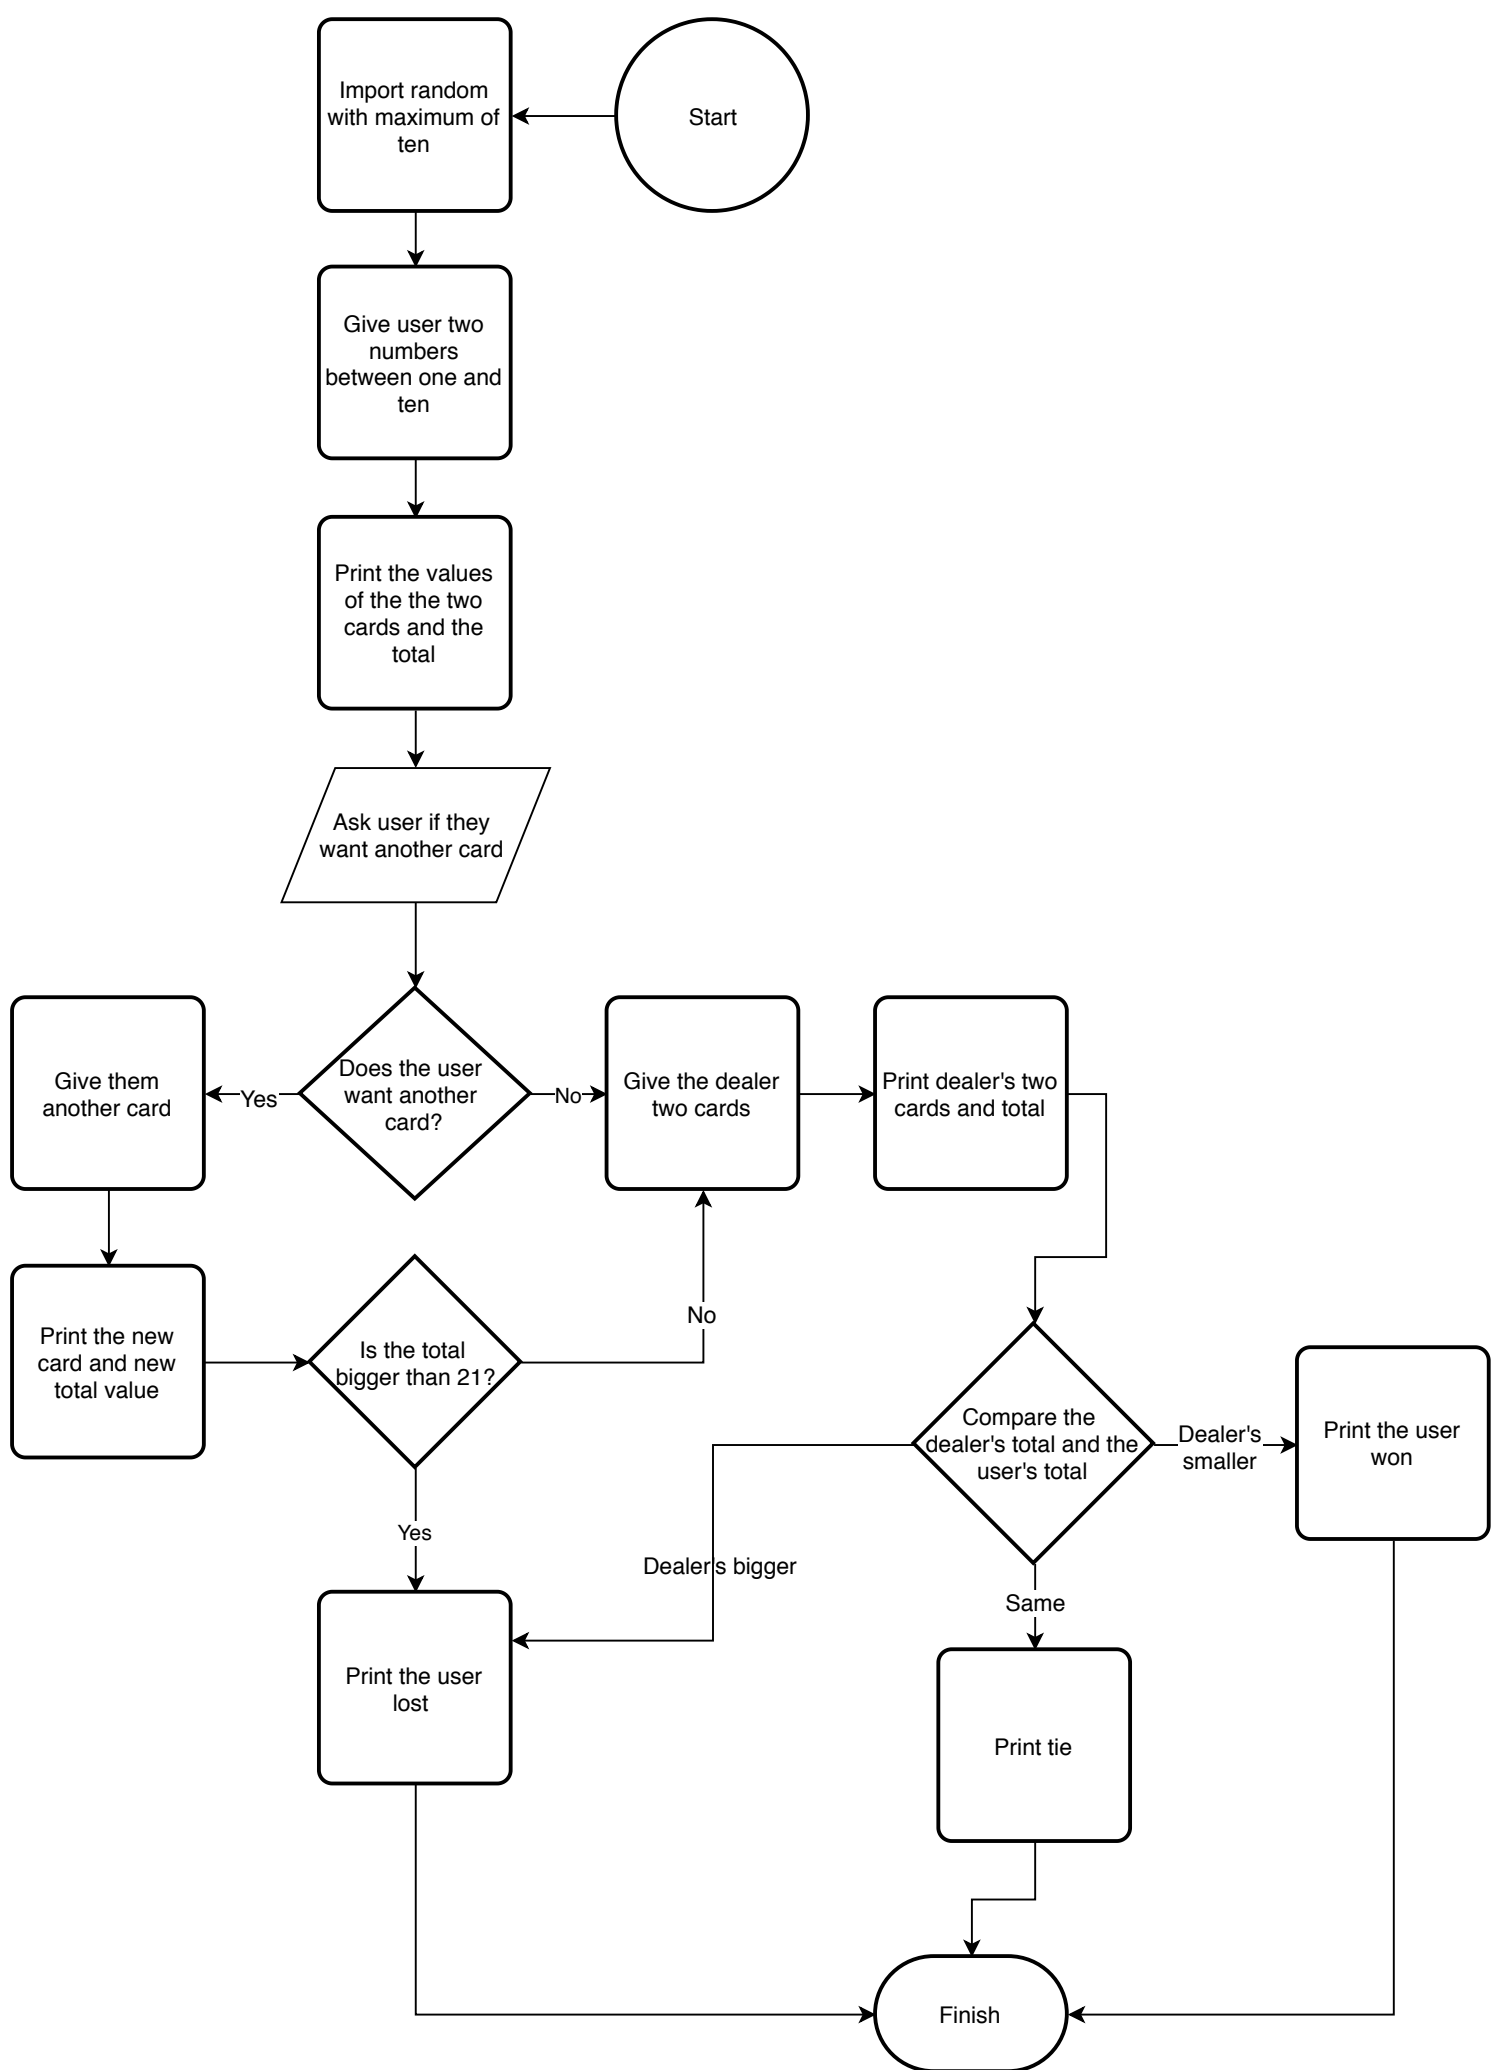 Import random
with maximum of
ten
Start
Give user two
numbers
between one and
ten
Print the values
of the the two
cards and the
total
Ask user if they
want another card
Give them
another card
Yes
Does the user
want another
card?
No
Give the dealer
two cards
Print dealer's two
cards and total
Print the new
card and new
total value
Is the total
bigger than 21?
No
Compare the
dealer's total and the
user's total
Dealer's
smaller
Print the user
won
Yes
Dealer's bigger
Same
Print the user
lost
Print tie
Finish